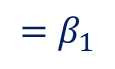 = β₁